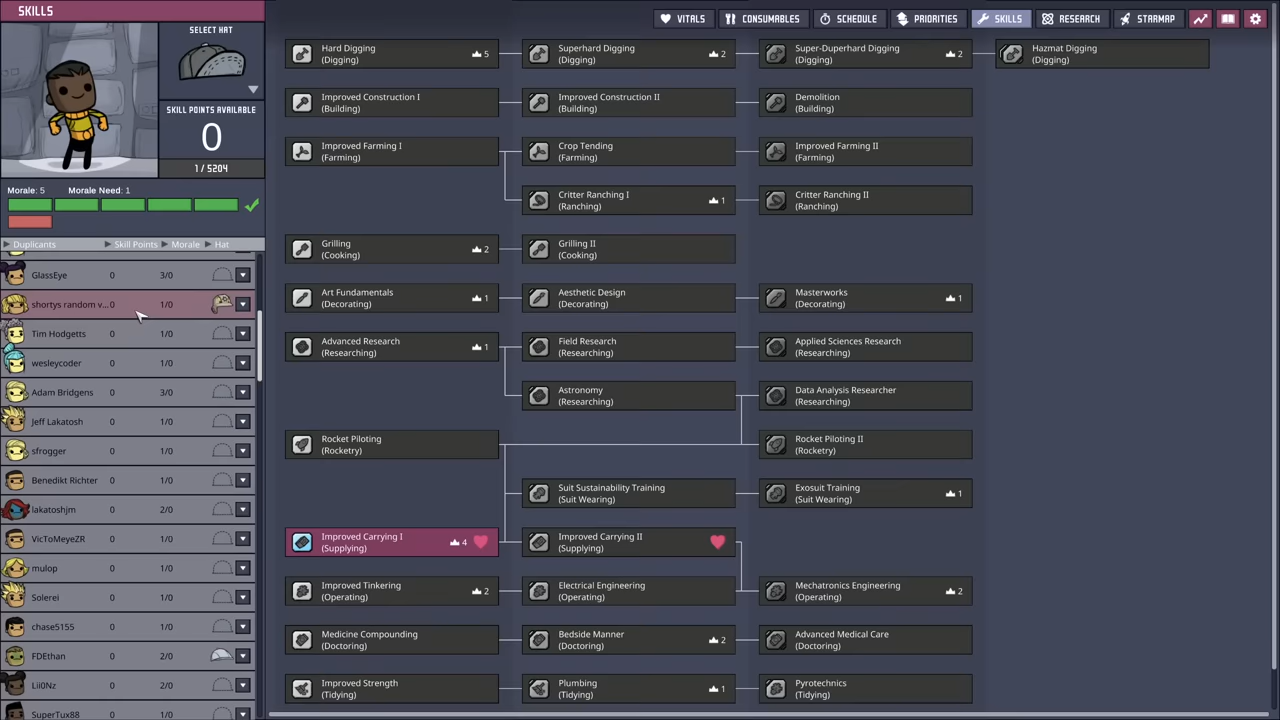 SKILLS
VITALS
CONSUMABLES
SCHEDULE
PRIORITIES
SKILLS
RESEARCH
STARMAP
SELECT HAT
SKILL POINTS AVAILABLE
0
1 / 5204
Morale: 5
Morale Need: 1
Duplicants
Skill Points
Morale
Hat
GlassEye 0 3/0
shortys random v... 0 1/0
Tim Hodgetts 0 1/0
wesleycoder 0 1/0
Adam Bridgens 0 3/0
Jeff Lakatosh 0 1/0
sfrogger 0 1/0
Benedikt Richter 0 1/0
lakatoshjm 0 2/0
VicToMeyeZR 0 1/0
mulop 0 1/0
Solerei 0 1/0
chase5155 0 1/0
FDEthan 0 2/0
Lii0Nz 0 2/0
SuperTux88 0 1/0
Hard Digging
(Digging)
5
Superhard Digging
(Digging)
2
Super-Duperhard Digging
(Digging)
2
Hazmat Digging
(Digging)
Improved Construction I
(Building)
Improved Construction II
(Building)
Demolition
(Building)
Improved Farming I
(Farming)
Crop Tending
(Farming)
Improved Farming II
(Farming)
Critter Ranching I
(Ranching)
1
Critter Ranching II
(Ranching)
Grilling
(Cooking)
2
Grilling II
(Cooking)
Art Fundamentals
(Decorating)
1
Aesthetic Design
(Decorating)
Masterworks
(Decorating)
1
Advanced Research
(Researching)
1
Field Research
(Researching)
Applied Sciences Research
(Researching)
Astronomy
(Researching)
Data Analysis Researcher
(Researching)
Rocket Piloting
(Rocketry)
Rocket Piloting II
(Rocketry)
Suit Sustainability Training
(Suit Wearing)
Exosuit Training
(Suit Wearing)
1
Improved Carrying I
(Supplying)
4
Improved Carrying II
(Supplying)
Improved Tinkering
(Operating)
2
Electrical Engineering
(Operating)
Mechatronics Engineering
(Operating)
2
Medicine Compounding
(Doctoring)
Bedside Manner
(Doctoring)
2
Advanced Medical Care
(Doctoring)
Improved Strength
(Tidying)
Plumbing
(Tidying)
1
Pyrotechnics
(Tidying)